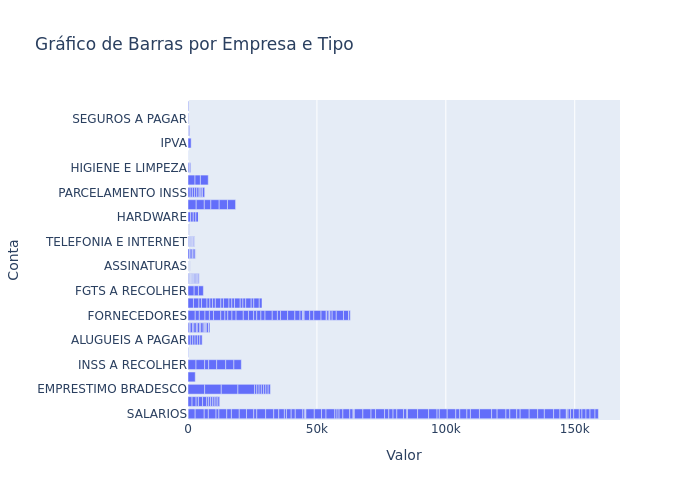 Gráfico de Barras por Empresa e Tipo
Conta
SEGUROS A PAGAR
IPVA
HIGIENE E LIMPEZA
PARCELAMENTO INSS
HARDWARE
TELEFONIA E INTERNET
ASSINATURAS
FGTS A RECOLHER
FORNECEDORES
ALUGUEIS A PAGAR
INSS A RECOLHER
EMPRESTIMO BRADESCO
SALARIOS
0 50k 100k 150k
Valor